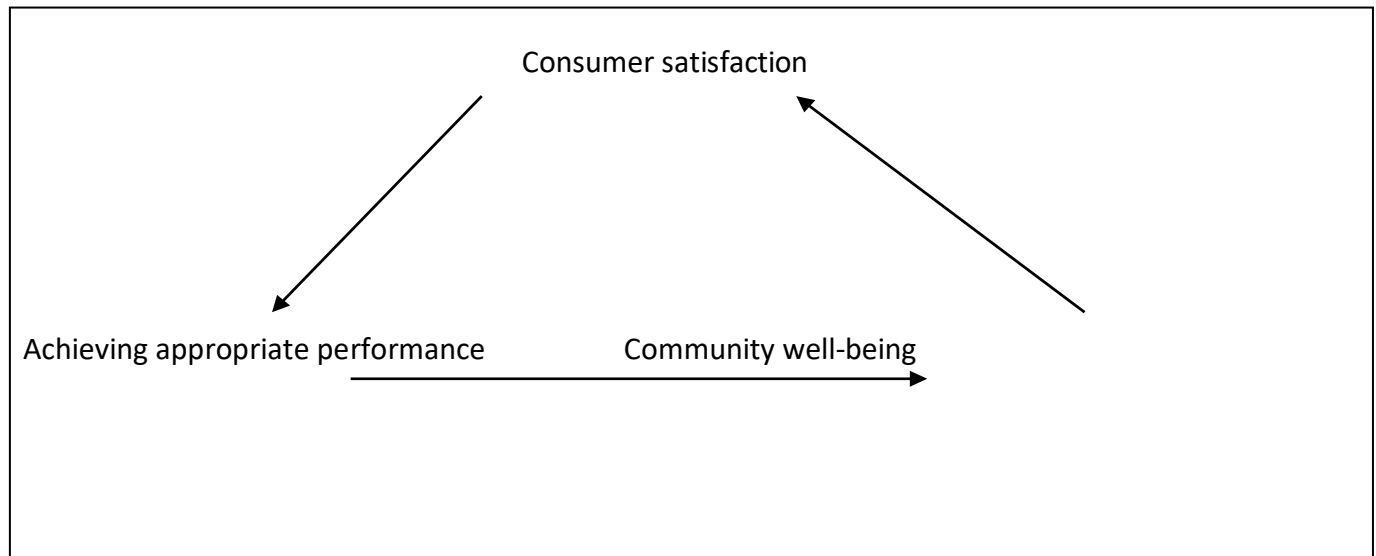 Consumer satisfaction
Achieving appropriate performance Community well-being